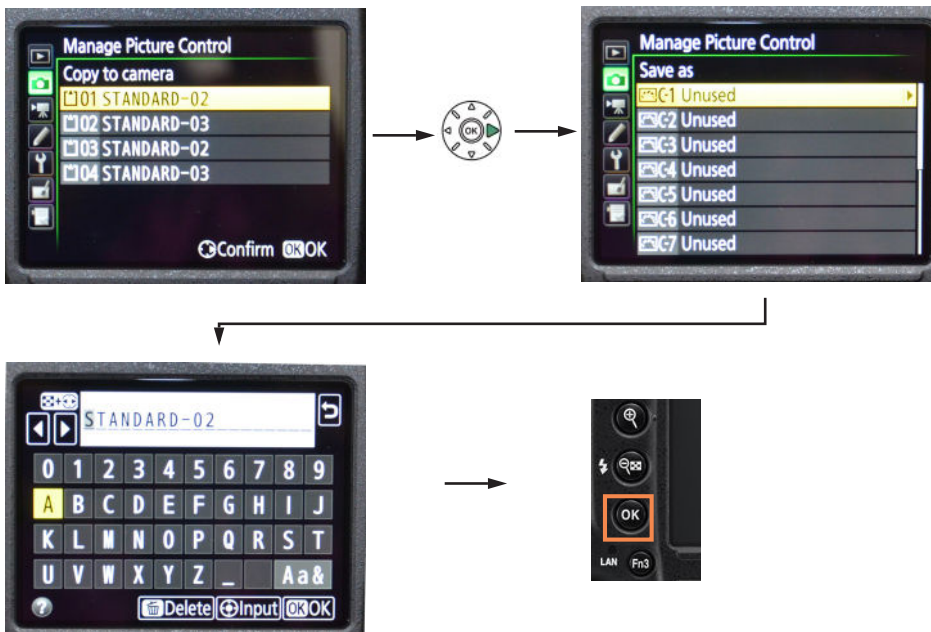 Manage Picture Control
Copy to camera
01 STANDARD-02
02 STANDARD-03
03 STANDARD-02
04 STANDARD-03
Confirm OK OK
OK
Manage Picture Control
Save as
C-1 Unused
C-2 Unused
C-3 Unused
C-4 Unused
C-5 Unused
C-6 Unused
C-7 Unused
STANDARD-02
0 1 2 3 4 5 6 7 8 9
A B C D E F G H I J
K L M N O P Q R S T
U V W X Y Z _ Aa&
? Delete Input OK OK
OK
LAN Fn3